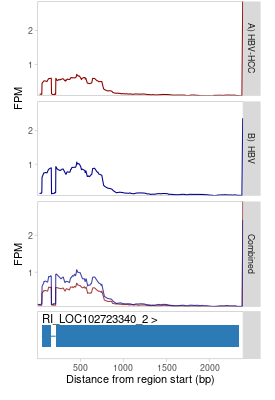 2
1
FPM
A) HBV-HCC
2
1
B) HBV
2
1
FPM
Combined
RI_LOC102723340_2 >
500 1000 1500 2000
Distance from region start (bp)